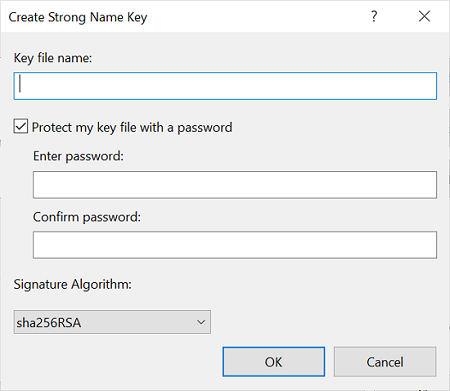 Create Strong Name Key
Key file name:
Protect my key file with a password
Enter password:
Confirm password:
Signature Algorithm:
sha256RSA
OK Cancel